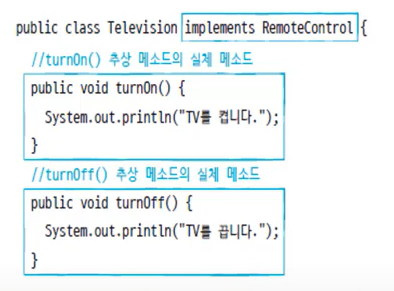 public class Television implements RemoteControl {
//turnOn() 추상 메소드의 실체 메소드
public void turnOn() {
System.out.println("TV를 켭니다.");
}
//turnOff() 추상 메소드의 실체 메소드
public void turnOff() {
System.out.println("TV를 끕니다.");
}